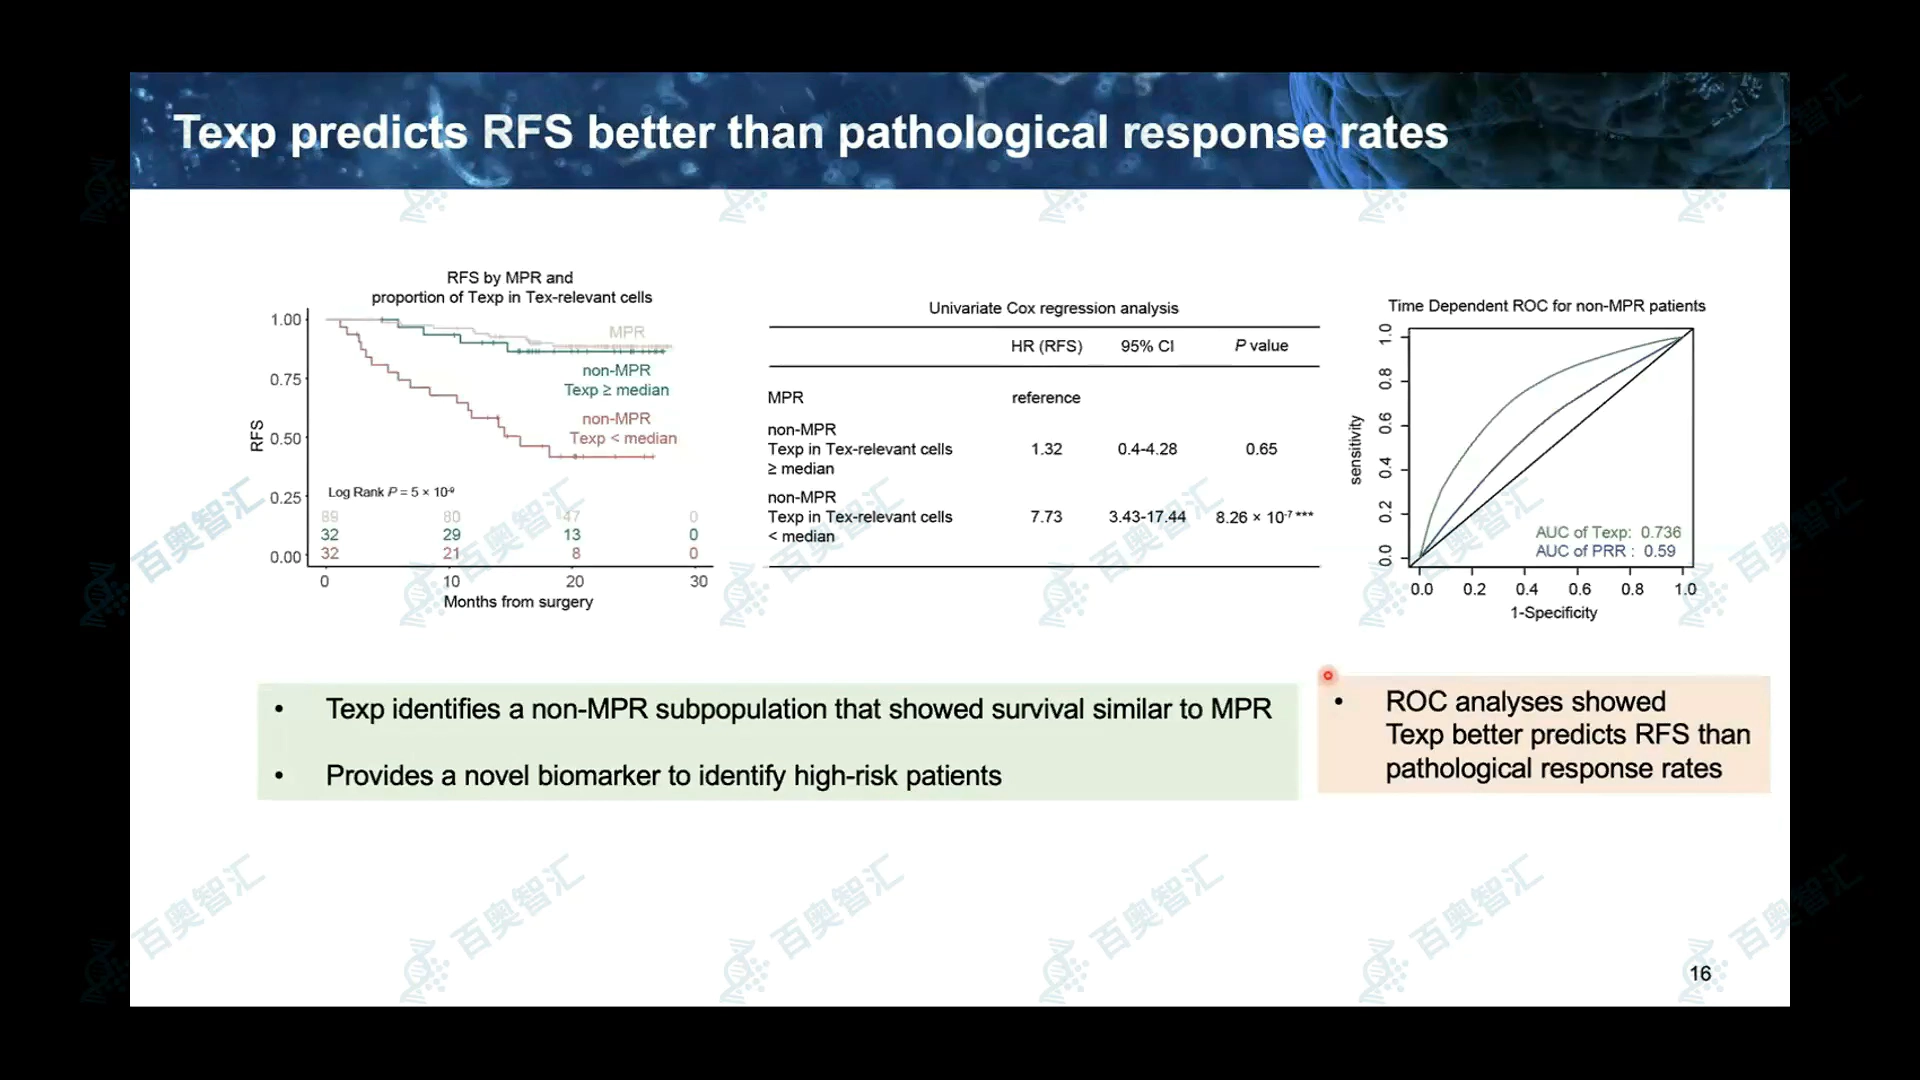 Texp predicts RFS better than pathological response rates
RFS by MPR and
proportion of Texp in Tex-relevant cells
RFS
1.00
0.75
0.50
0.25
0.00
MPR
non-MPR
Texp ≥ median
non-MPR
Texp < median
Log Rank P = 5 × 10⁻⁹
89 80 47 0
32 29 13 0
32 21 8 0
0 10 20 30
Months from surgery
Univariate Cox regression analysis
HR (RFS) 95% CI P value
MPR reference
non-MPR
Texp in Tex-relevant cells 1.32 0.4-4.28 0.65
≥ median
non-MPR
Texp in Tex-relevant cells 7.73 3.43-17.44 8.26 × 10⁻⁷ ***
< median
Time Dependent ROC for non-MPR patients
sensitivity
1.0
0.8
0.6
0.4
0.2
0.0
AUC of Texp: 0.736
AUC of PRR : 0.59
0.0 0.2 0.4 0.6 0.8 1.0
1-Specificity
• Texp identifies a non-MPR subpopulation that showed survival similar to MPR
• Provides a novel biomarker to identify high-risk patients
• ROC analyses showed
Texp better predicts RFS than
pathological response rates
16
百奥智汇